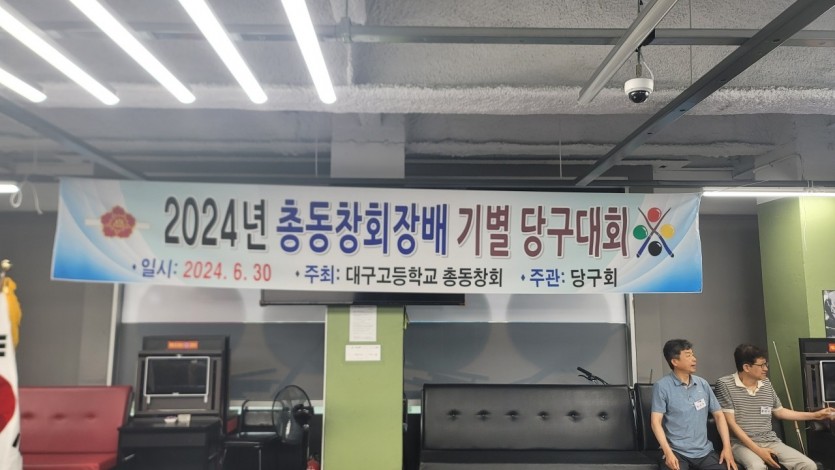 2024년 총동창회장배 기별 당구대회
• 일시: 2024. 6. 30 • 주최: 대구고등학교 총동창회 • 주관: 당구회